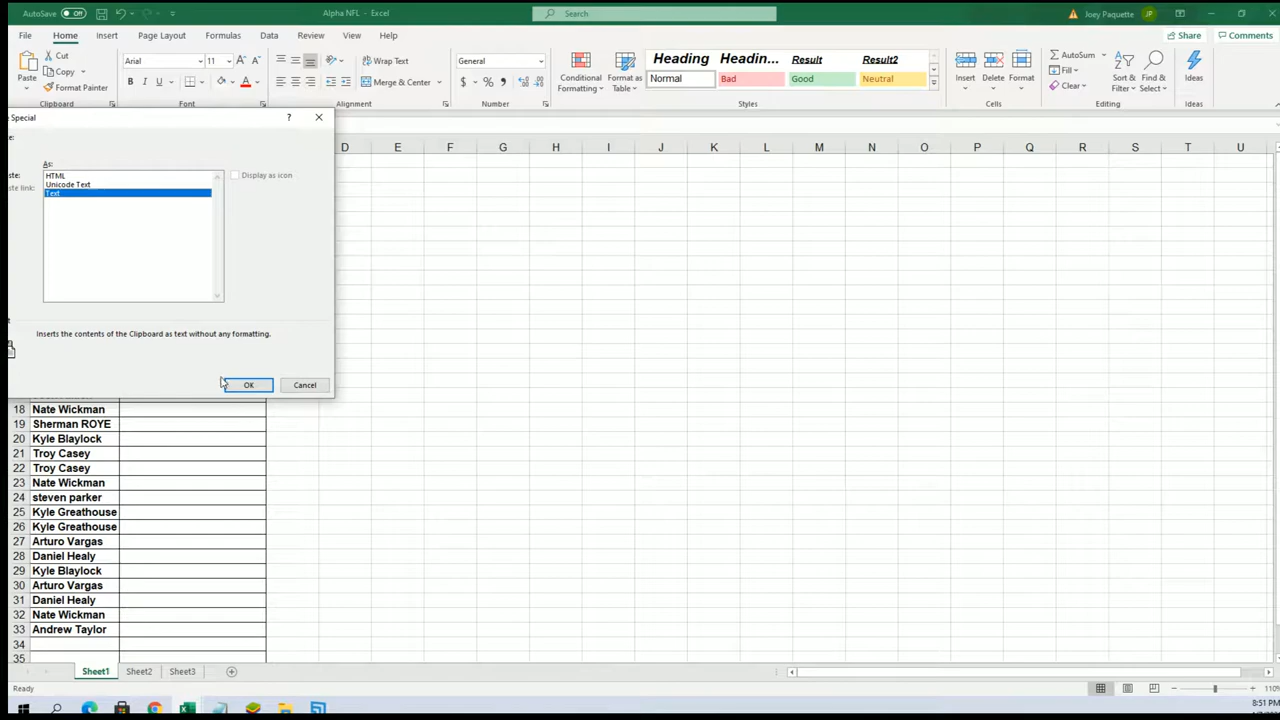 AutoSave Off Alpha NFL - Excel Search Joey Paquette JP
File Home Insert Page Layout Formulas Data Review View Help Share Comments
Cut Arial 11 Wrap Text General Heading Headin... Result Result2 AutoSum
Copy Fill
Format Painter Merge & Center Normal Bad Good Neutral Clear
Paste Conditional Formatting Format as Table Insert Delete Format Sort & Filter Find & Select Ideas
Clipboard Font Alignment Number Styles Cells Editing Ideas
Special ? 
D E F G H I J K L M N O P Q R S T U
As:
HTML
Unicode Text
Text
Display as icon
Inserts the contents of the Clipboard as text without any formatting.
OK Cancel
18 Nate Wickman
19 Sherman ROYE
20 Kyle Blaylock
21 Troy Casey
22 Troy Casey
23 Nate Wickman
24 steven parker
25 Kyle Greathouse
26 Kyle Greathouse
27 Arturo Vargas
28 Daniel Healy
29 Kyle Blaylock
30 Arturo Vargas
31 Daniel Healy
32 Nate Wickman
33 Andrew Taylor
34
35
Sheet1 Sheet2 Sheet3
Ready 110%
8:51 PM